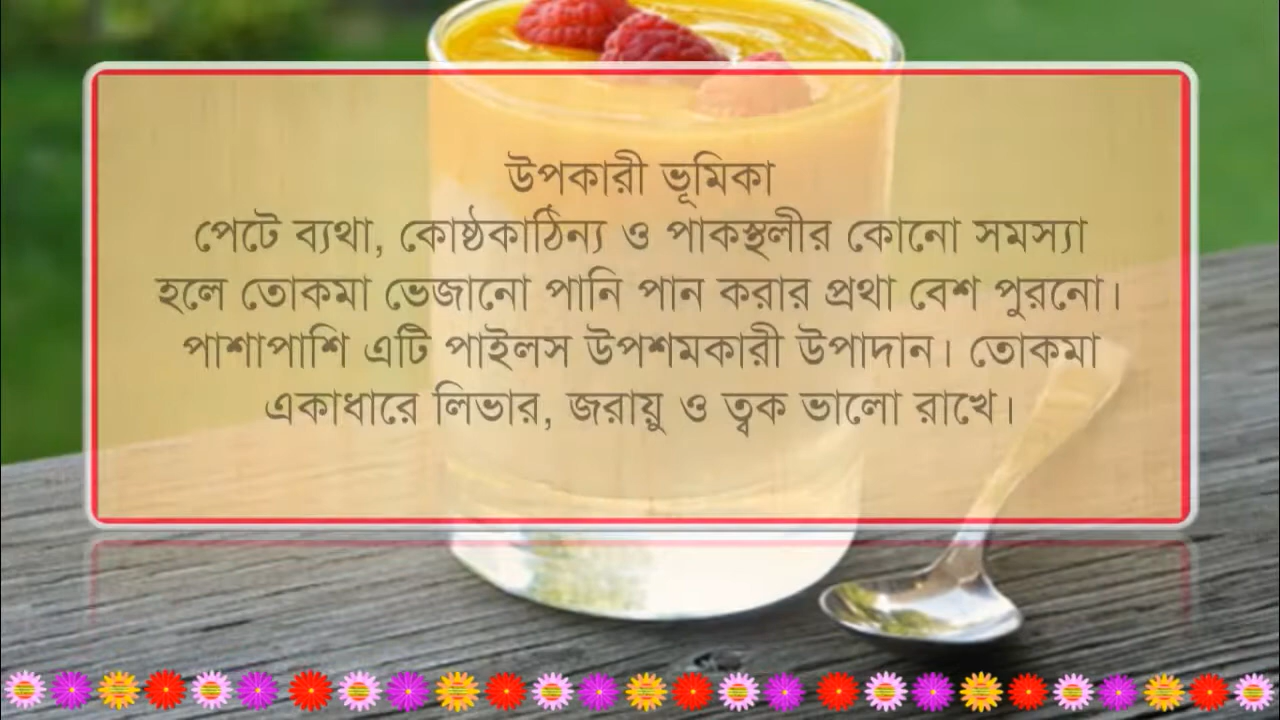 উপকারী ভূমিকা
পেটে ব্যথা, কোষ্ঠকাঠিন্য ও পাকস্থলীর কোনো সমস্যা
হলে তোকমা ভেজানো পানি পান করার প্রথা বেশ পুরনো।
পাশাপাশি এটি পাইলস উপশমকারী উপাদান। তোকমা
একাধারে লিভার, জরায়ু ও ত্বক ভালো রাখে।